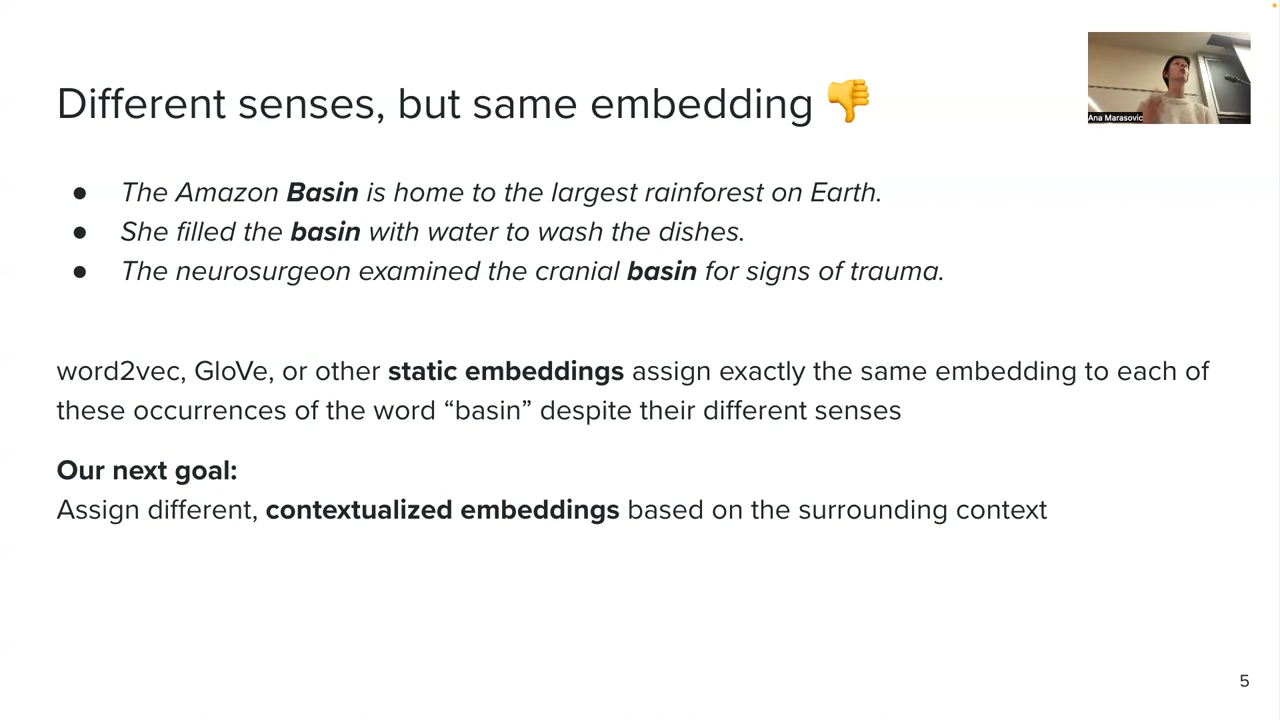 Different senses, but same embedding 👎
Ana Marasovic
● The Amazon Basin is home to the largest rainforest on Earth.
● She filled the basin with water to wash the dishes.
● The neurosurgeon examined the cranial basin for signs of trauma.
word2vec, GloVe, or other static embeddings assign exactly the same embedding to each of
these occurrences of the word “basin” despite their different senses
Our next goal:
Assign different, contextualized embeddings based on the surrounding context
5